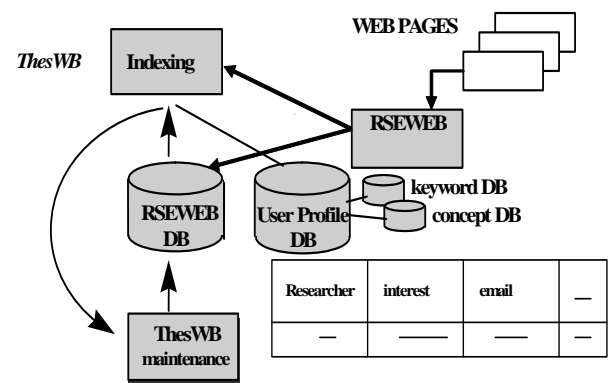 WEB PAGES
ThesWB
Indexing
RSEWEB
RSEWEB
DB
User Profile
DB
keyword DB
concept DB
Researcher interest email
ThesWB
maintenance